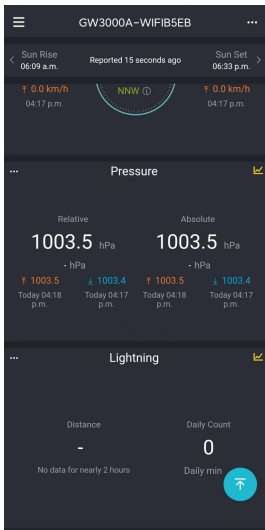 GW3000A-WIFIB5EB
Sun Rise
06:09 a.m.
Reported 15 seconds ago
Sun Set
06:33 p.m.
0.0 km/h
04:17 p.m.
NNW
0.0 km/h
04:17 p.m.
Pressure
Relative
1003.5 hPa
- hPa
1003.5
Today 04:18
p.m.
1003.4
Today 04:17
p.m.
Absolute
1003.5 hPa
- hPa
1003.5
Today 04:18
p.m.
1003.4
Today 04:17
p.m.
Lightning
Distance
-
No data for nearly 2 hours
Daily Count
0
Daily min